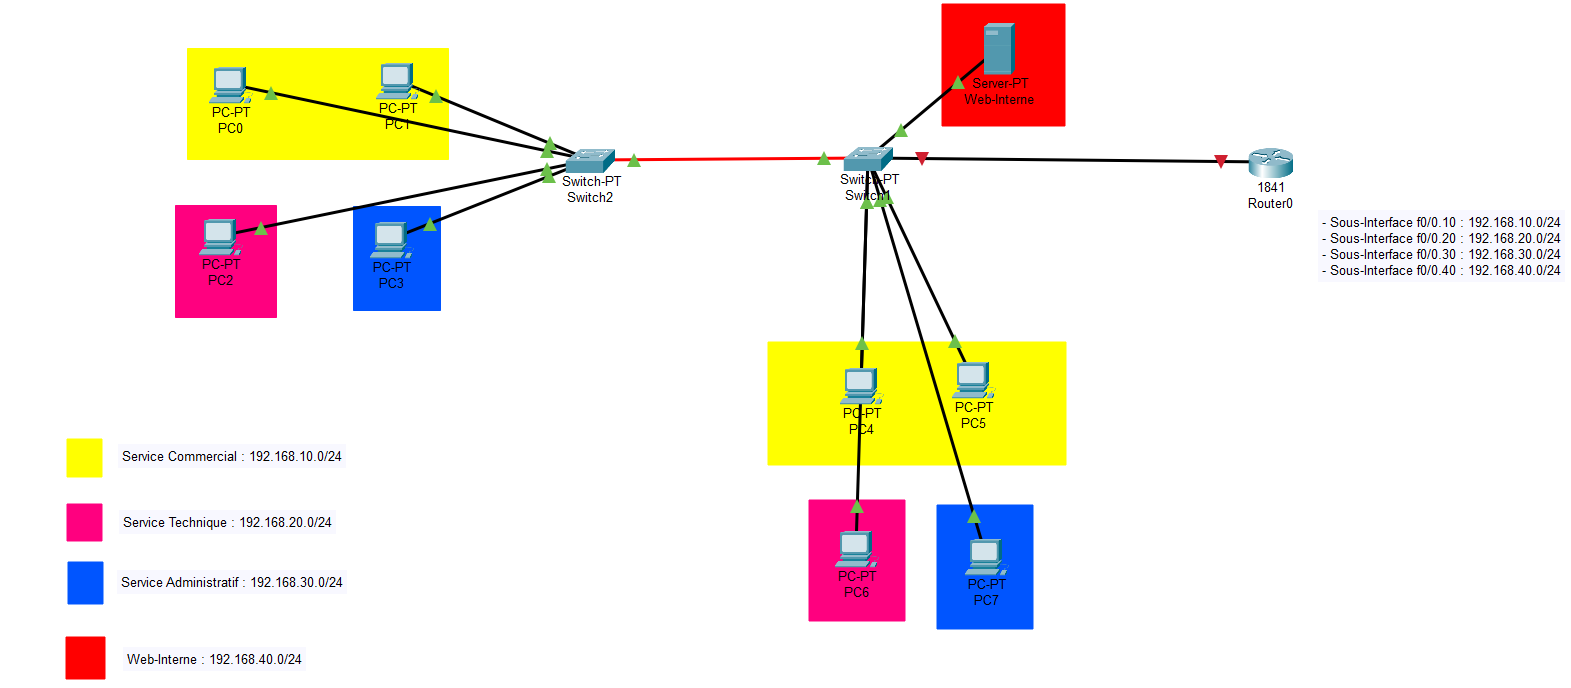 Server-PT
Web-Interne
PC-PT
PC0
PC-PT
PC1
Switch-PT
Switch2
Switch-PT
Switch1
1841
Router0
- Sous-Interface f0/0.10 : 192.168.10.0/24
- Sous-Interface f0/0.20 : 192.168.20.0/24
- Sous-Interface f0/0.30 : 192.168.30.0/24
- Sous-Interface f0/0.40 : 192.168.40.0/24
PC-PT
PC2
PC-PT
PC3
PC-PT
PC4
PC-PT
PC5
Service Commercial : 192.168.10.0/24
Service Technique : 192.168.20.0/24
Service Administratif : 192.168.30.0/24
Web-Interne : 192.168.40.0/24
PC-PT
PC6
PC-PT
PC7